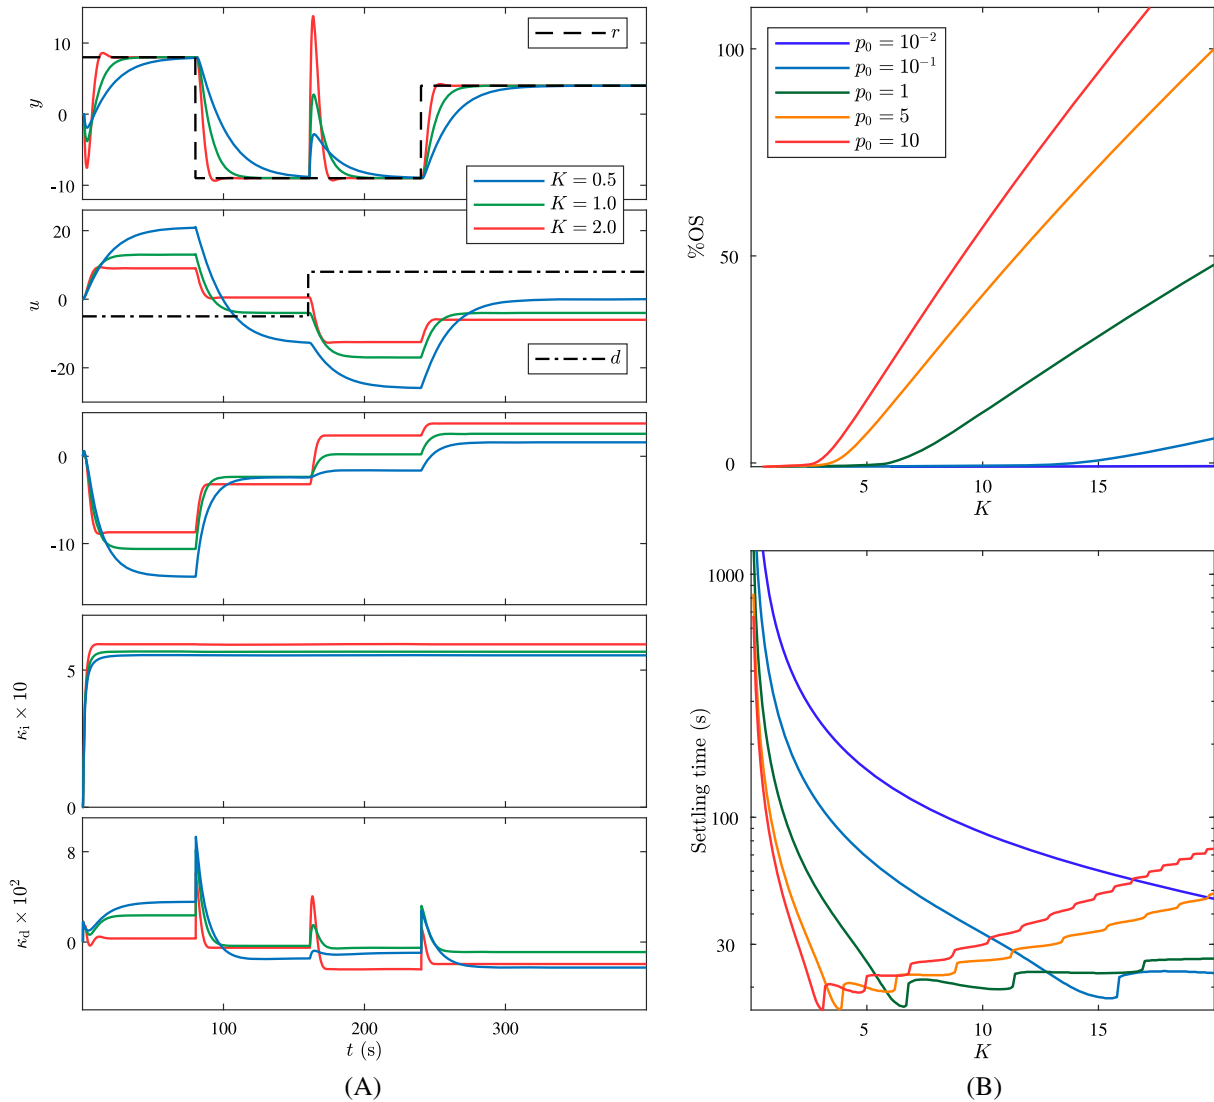 10
0
-10
y
r
K = 0.5
K = 1.0
K = 2.0
20
0
-20
u
d
0
-10
5
0
κi × 10
8
0
κd × 10²
100
200
300
t (s)
(A)
100
50
0
%OS
p0 = 10⁻²
p0 = 10⁻¹
p0 = 1
p0 = 5
p0 = 10
5
10
15
K
1000
100
30
Settling time (s)
5
10
15
K
(B)